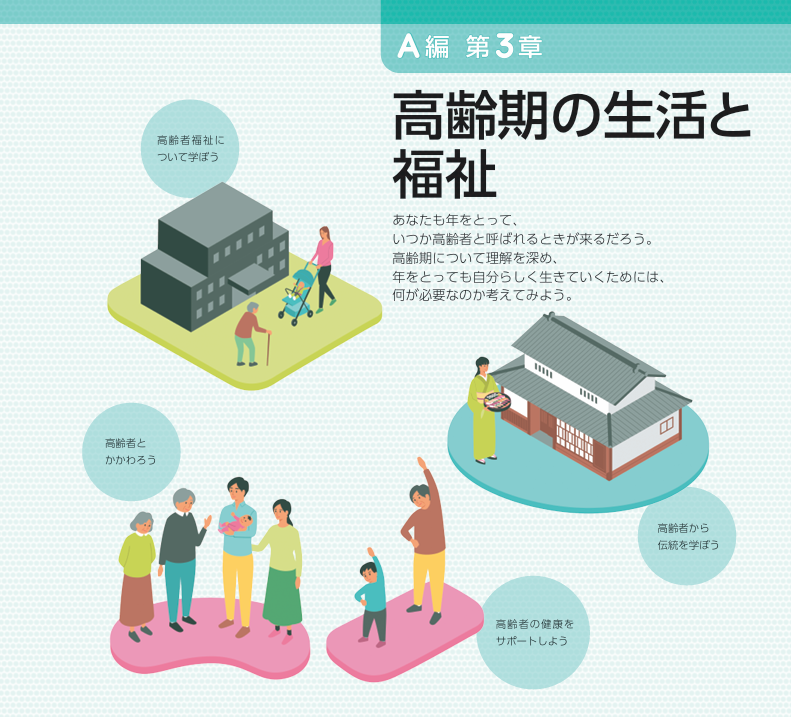 A編 第3章
高齢期の生活と
福祉
あなたも年をとって、
いつか高齢者と呼ばれるときが来るだろう。
高齢期について理解を深め、
年をとっても自分らしく生きていくためには、
何が必要なのか考えてみよう。
高齢者福祉に
ついて学ぼう
高齢者と
かかわろう
高齢者から
伝統を学ぼう
高齢者の健康を
サポートしよう